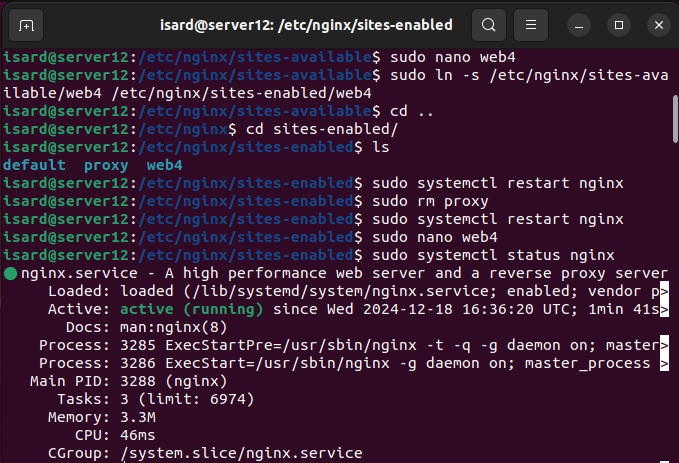 isard@server12: /etc/nginx/sites-enabled
isard@server12:/etc/nginx/sites-available$ sudo nano web4
isard@server12:/etc/nginx/sites-available$ sudo ln -s /etc/nginx/sites-ava
ilable/web4 /etc/nginx/sites-enabled/web4
isard@server12:/etc/nginx/sites-available$ cd ..
isard@server12:/etc/nginx$ cd sites-enabled/
isard@server12:/etc/nginx/sites-enabled$ ls
default  proxy  web4
isard@server12:/etc/nginx/sites-enabled$ sudo systemctl restart nginx
isard@server12:/etc/nginx/sites-enabled$ sudo rm proxy
isard@server12:/etc/nginx/sites-enabled$ sudo systemctl restart nginx
isard@server12:/etc/nginx/sites-enabled$ sudo nano web4
isard@server12:/etc/nginx/sites-enabled$ sudo systemctl status nginx
● nginx.service - A high performance web server and a reverse proxy server
Loaded: loaded (/lib/systemd/system/nginx.service; enabled; vendor p>
Active: active (running) since Wed 2024-12-18 16:36:20 UTC; 1min 41s>
Docs: man:nginx(8)
Process: 3285 ExecStartPre=/usr/sbin/nginx -t -q -g daemon on; master>
Process: 3286 ExecStart=/usr/sbin/nginx -g daemon on; master_process >
Main PID: 3288 (nginx)
Tasks: 3 (limit: 6974)
Memory: 3.3M
CPU: 46ms
CGroup: /system.slice/nginx.service